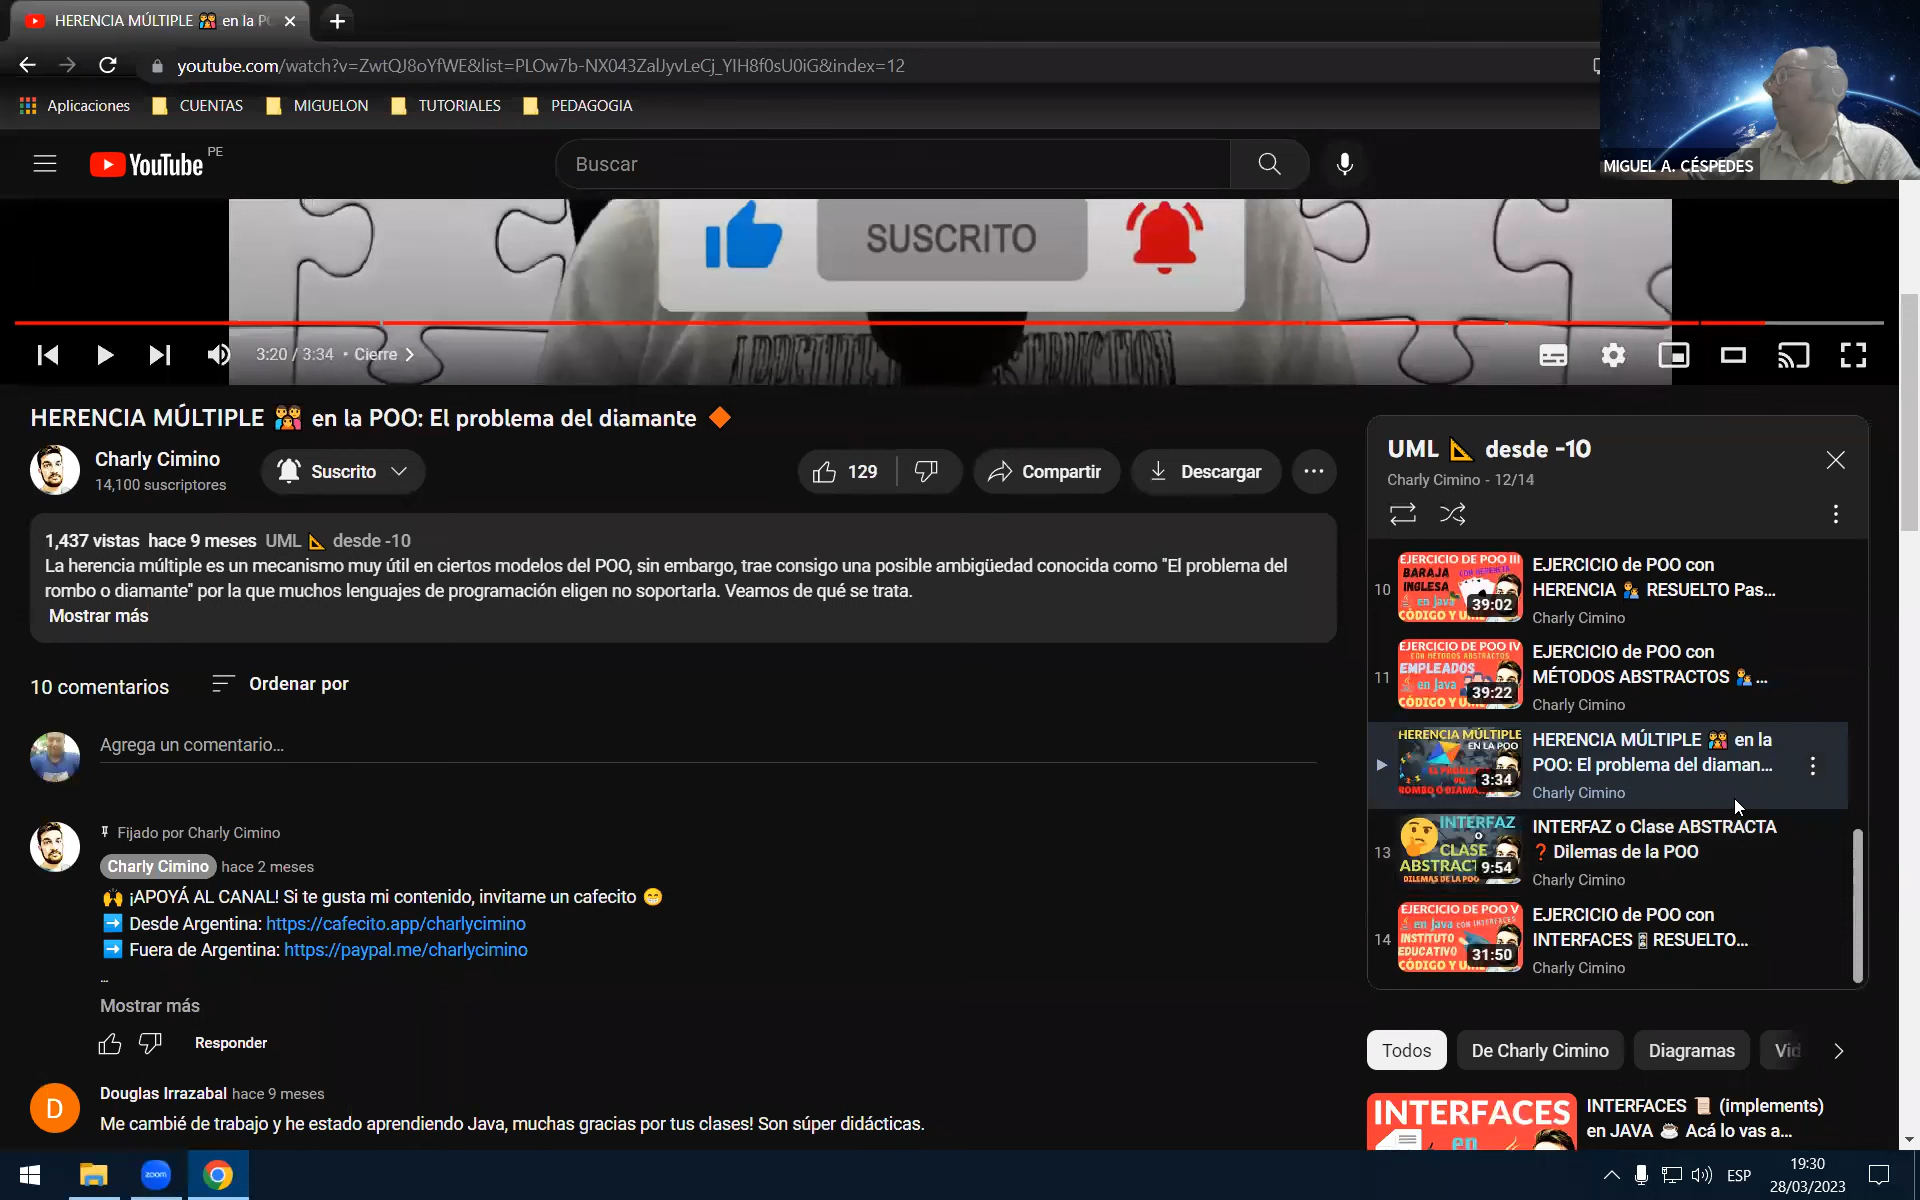 HERENCIA MÚLTIPLE 👩‍❤️‍👨 en la P
youtube.com/watch?v=ZwtQJ8oYfWE&list=PLOw7b-NX043ZalJyvLeCj_YIH8f0sU0iG&index=12
Aplicaciones CUENTAS MIGUELON TUTORIALES PEDAGOGIA
MIGUEL A. CÉSPEDES
YouTube PE
Buscar
SUSCRITO
3:20 / 3:34 • Cierre
HERENCIA MÚLTIPLE 👩‍❤️‍👨 en la POO: El problema del diamante 🔶
Charly Cimino
14,100 suscriptores
Suscrito
129
Compartir
Descargar
1,437 vistas hace 9 meses UML 📐 desde -10
La herencia múltiple es un mecanismo muy útil en ciertos modelos del POO, sin embargo, trae consigo una posible ambigüedad conocida como "El problema del
rombo o diamante" por la que muchos lenguajes de programación eligen no soportarla. Veamos de qué se trata.
Mostrar más
10 comentarios
Ordenar por
Agrega un comentario...
Fijado por Charly Cimino
Charly Cimino hace 2 meses
🙌 ¡APOYÁ AL CANAL! Si te gusta mi contenido, invitame un cafecito 😁
➡️ Desde Argentina: https://cafecito.app/charlycimino
➡️ Fuera de Argentina: https://paypal.me/charlycimino
...
Mostrar más
Responder
D
Douglas Irrazabal hace 9 meses
Me cambié de trabajo y he estado aprendiendo Java, muchas gracias por tus clases! Son súper didácticas.
UML 📐 desde -10
Charly Cimino - 12/14
10
EJERCICIO DE POO III
CON HERENCIA
BARAJA
INGLESA
en Java
39:02
CÓDIGO Y UML
EJERCICIO de POO con
HERENCIA 👨‍👦 RESUELTO Pas...
Charly Cimino
11
EJERCICIO DE POO IV
CON MÉTODOS ABSTRACTOS
EMPLEADOS
en Java
39:22
CÓDIGO Y UML
EJERCICIO de POO con
MÉTODOS ABSTRACTOS 👨‍👦 ...
Charly Cimino
HERENCIA MÚLTIPLE
EN LA POO
EL PROBLEMA
DEL
ROMBO O DIAMA
3:34
HERENCIA MÚLTIPLE 👩‍❤️‍👨 en la
POO: El problema del diaman...
Charly Cimino
13
INTERFAZ
O
CLASE
ABSTRACT
9:54
DILEMAS DE LA POO
INTERFAZ o Clase ABSTRACTA
❓ Dilemas de la POO
Charly Cimino
14
EJERCICIO DE POO V
en Java CON INTERFACES
INSTITUTO
EDUCATIVO
31:50
CÓDIGO Y UML
EJERCICIO de POO con
INTERFACES RESUELTO...
Charly Cimino
Todos De Charly Cimino Diagramas Vid
INTERFACES
en
INTERFACES 📜 (implements)
en JAVA ☕ Acá lo vas a...
zoom
ESP
19:30
28/03/2023